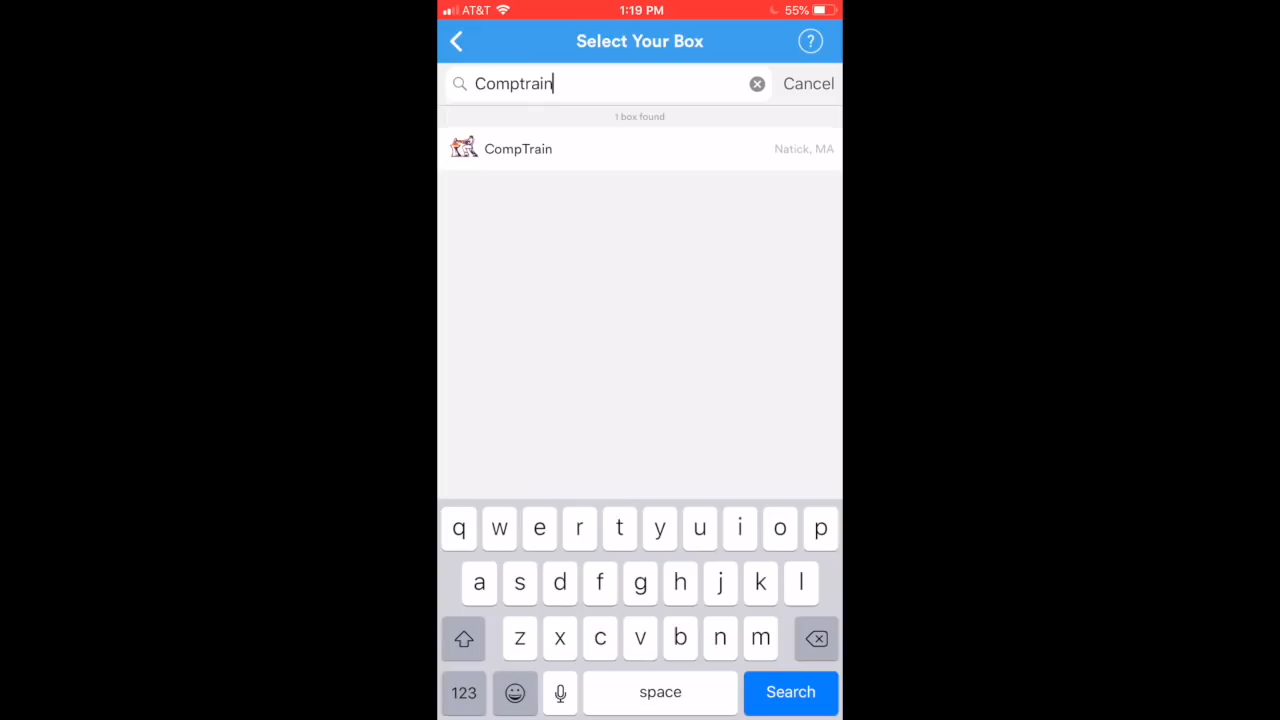 AT&T 1:19 PM 55%
Select Your Box ?
Comptrain Cancel
1 box found
CompTrain Natick, MA
q w e r t y u i o p
a s d f g h j k l
z x c v b n m
123 space Search